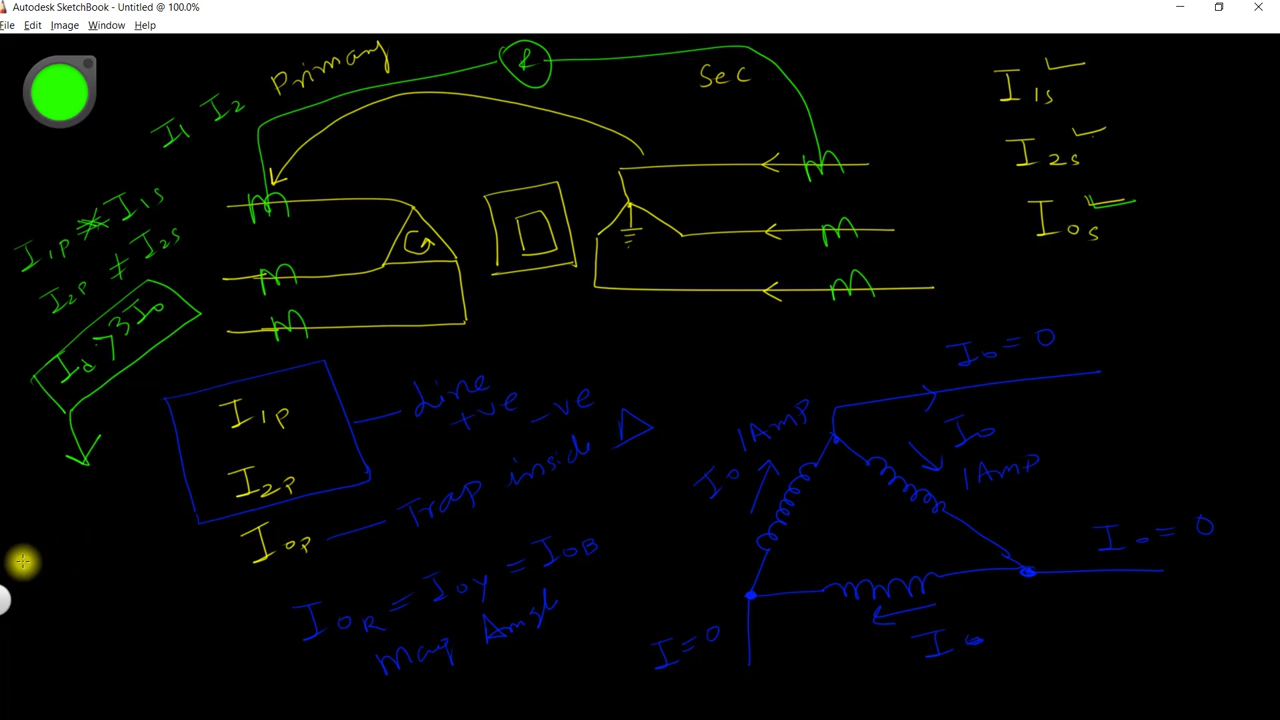 Autodesk SketchBook - Untitled @ 100.0%
File Edit Image Window Help
Primary
R
Sec
I1 I2
I1s
I2s
I0s
I1P ≠ I1s
I2P ≠ I2s
Id > 3I0
G
I1P
I2P
I0P
Line
+ve -ve
Trap inside Δ
I0R = I0Y = I0B
Mag Angle
I0 = 0
1Amp
I0
I0
1Amp
I0 = 0
I = 0
I0